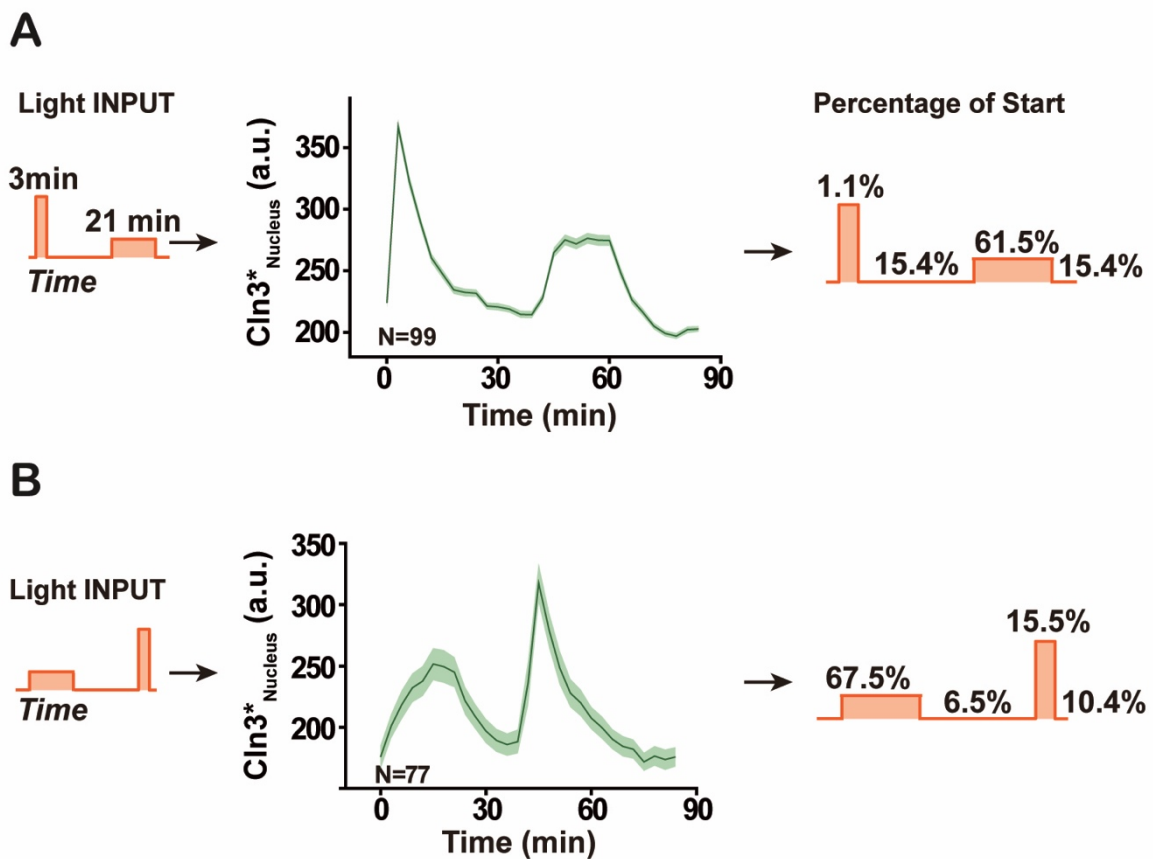 A
Light INPUT
3min
21 min
Time
Cln3*Nucleus (a.u.)
350
300
250
200
N=99
0 30 60 90
Time (min)
Percentage of Start
1.1%
15.4%
61.5%
15.4%
B
Light INPUT
Time
Cln3*Nucleus (a.u.)
350
300
250
200
N=77
0 30 60 90
Time (min)
67.5%
6.5%
15.5%
10.4%